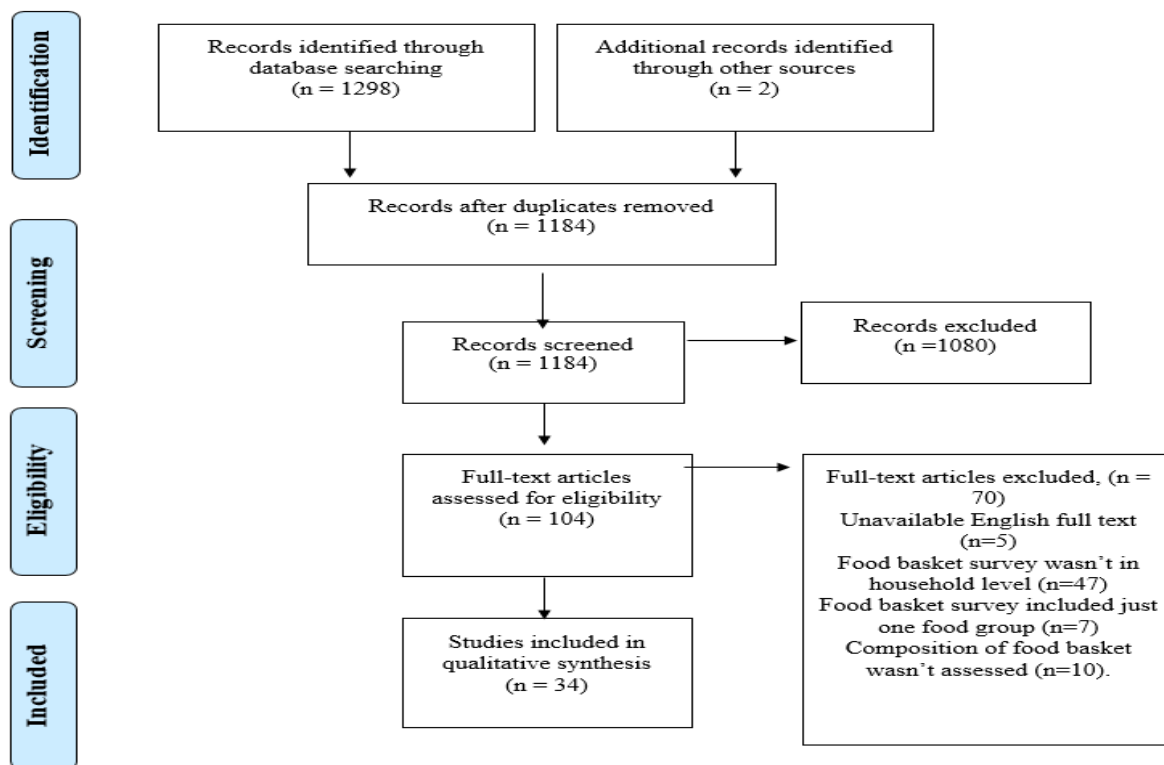 Identification
Records identified through
database searching
(n = 1298)
Additional records identified
through other sources
(n = 2)
Records after duplicates removed
(n = 1184)
Screening
Records screened
(n = 1184)
Records excluded
(n =1080)
Eligibility
Full-text articles
assessed for eligibility
(n = 104)
Full-text articles excluded, (n =
70)
Unavailable English full text
(n=5)
Food basket survey wasn’t in
household level (n=47)
Food basket survey included just
one food group (n=7)
Composition of food basket
wasn’t assessed (n=10).
Included
Studies included in
qualitative synthesis
(n = 34)